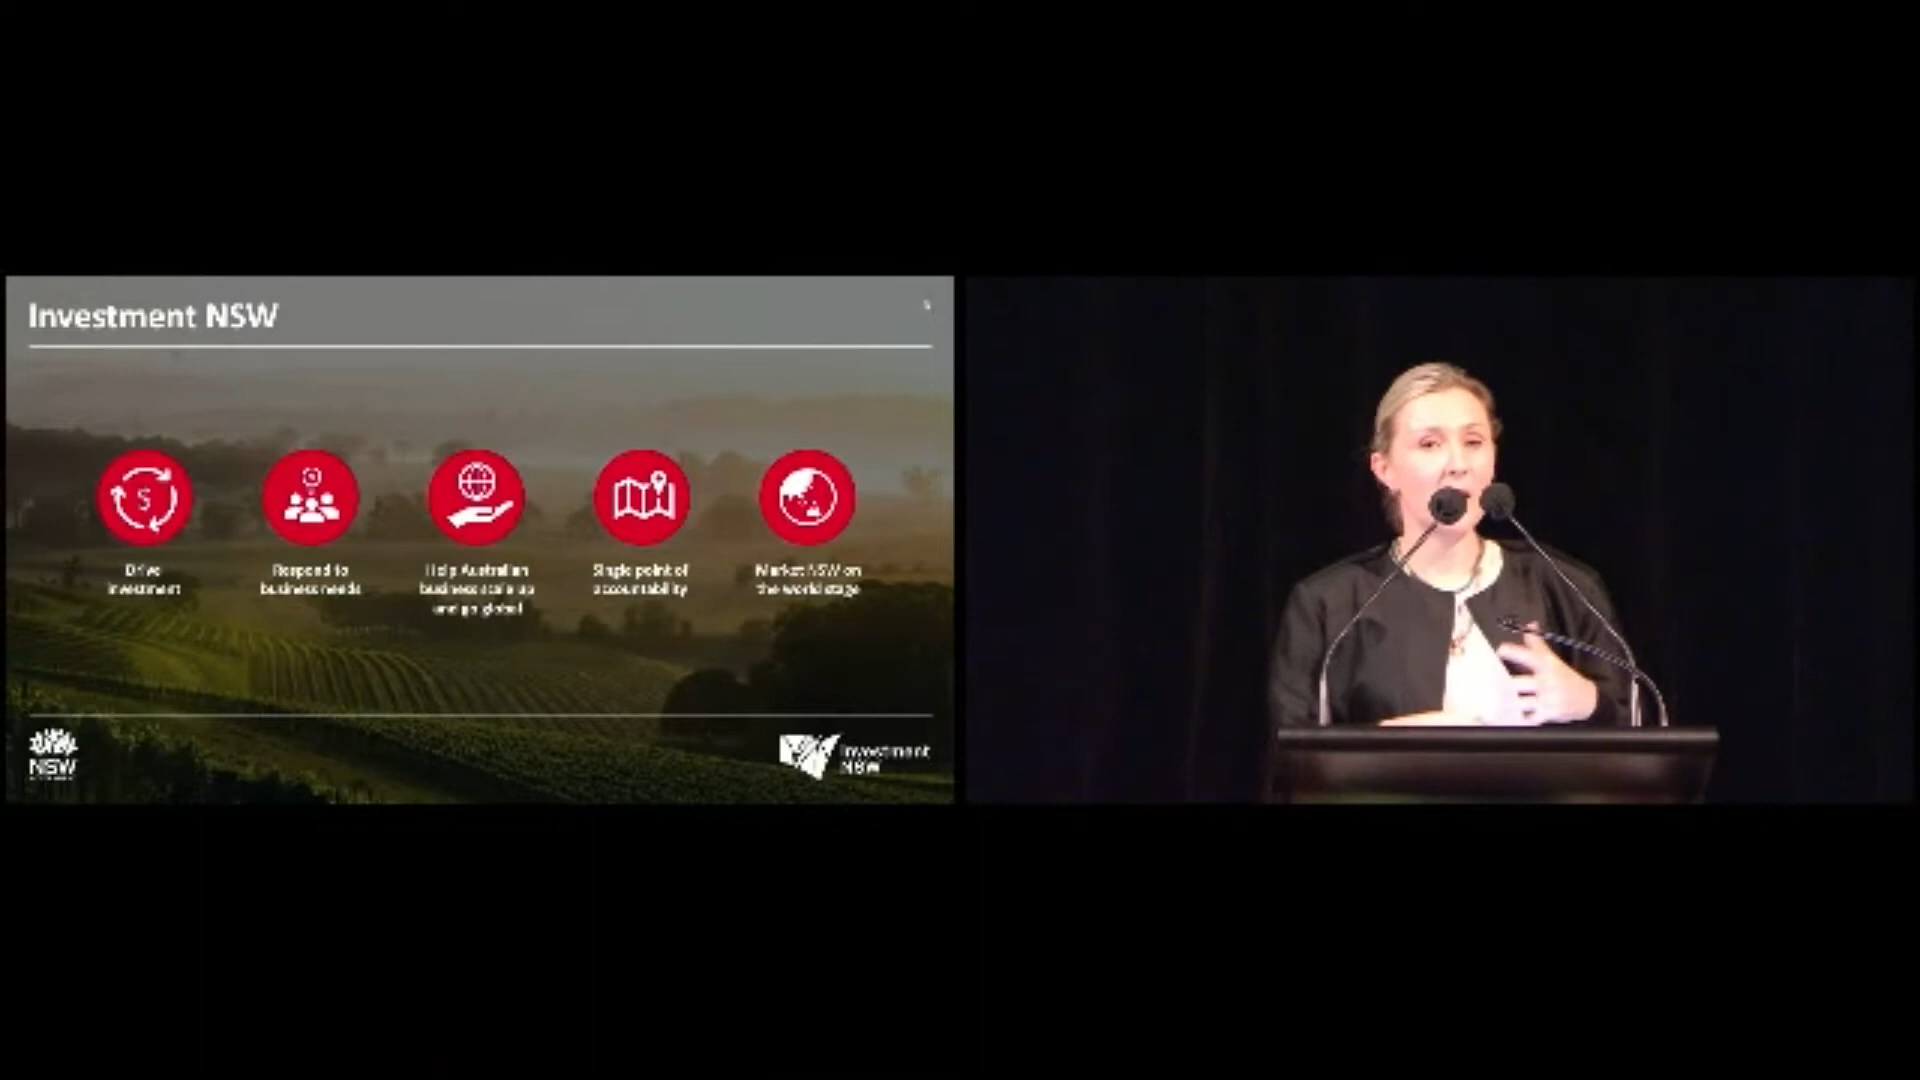 Investment NSW
Drive
investment
Respond to
business needs
Help Australian
business scale up
and go global
Single point of
accountability
Market NSW on
the world stage
NSW
Investment
NSW